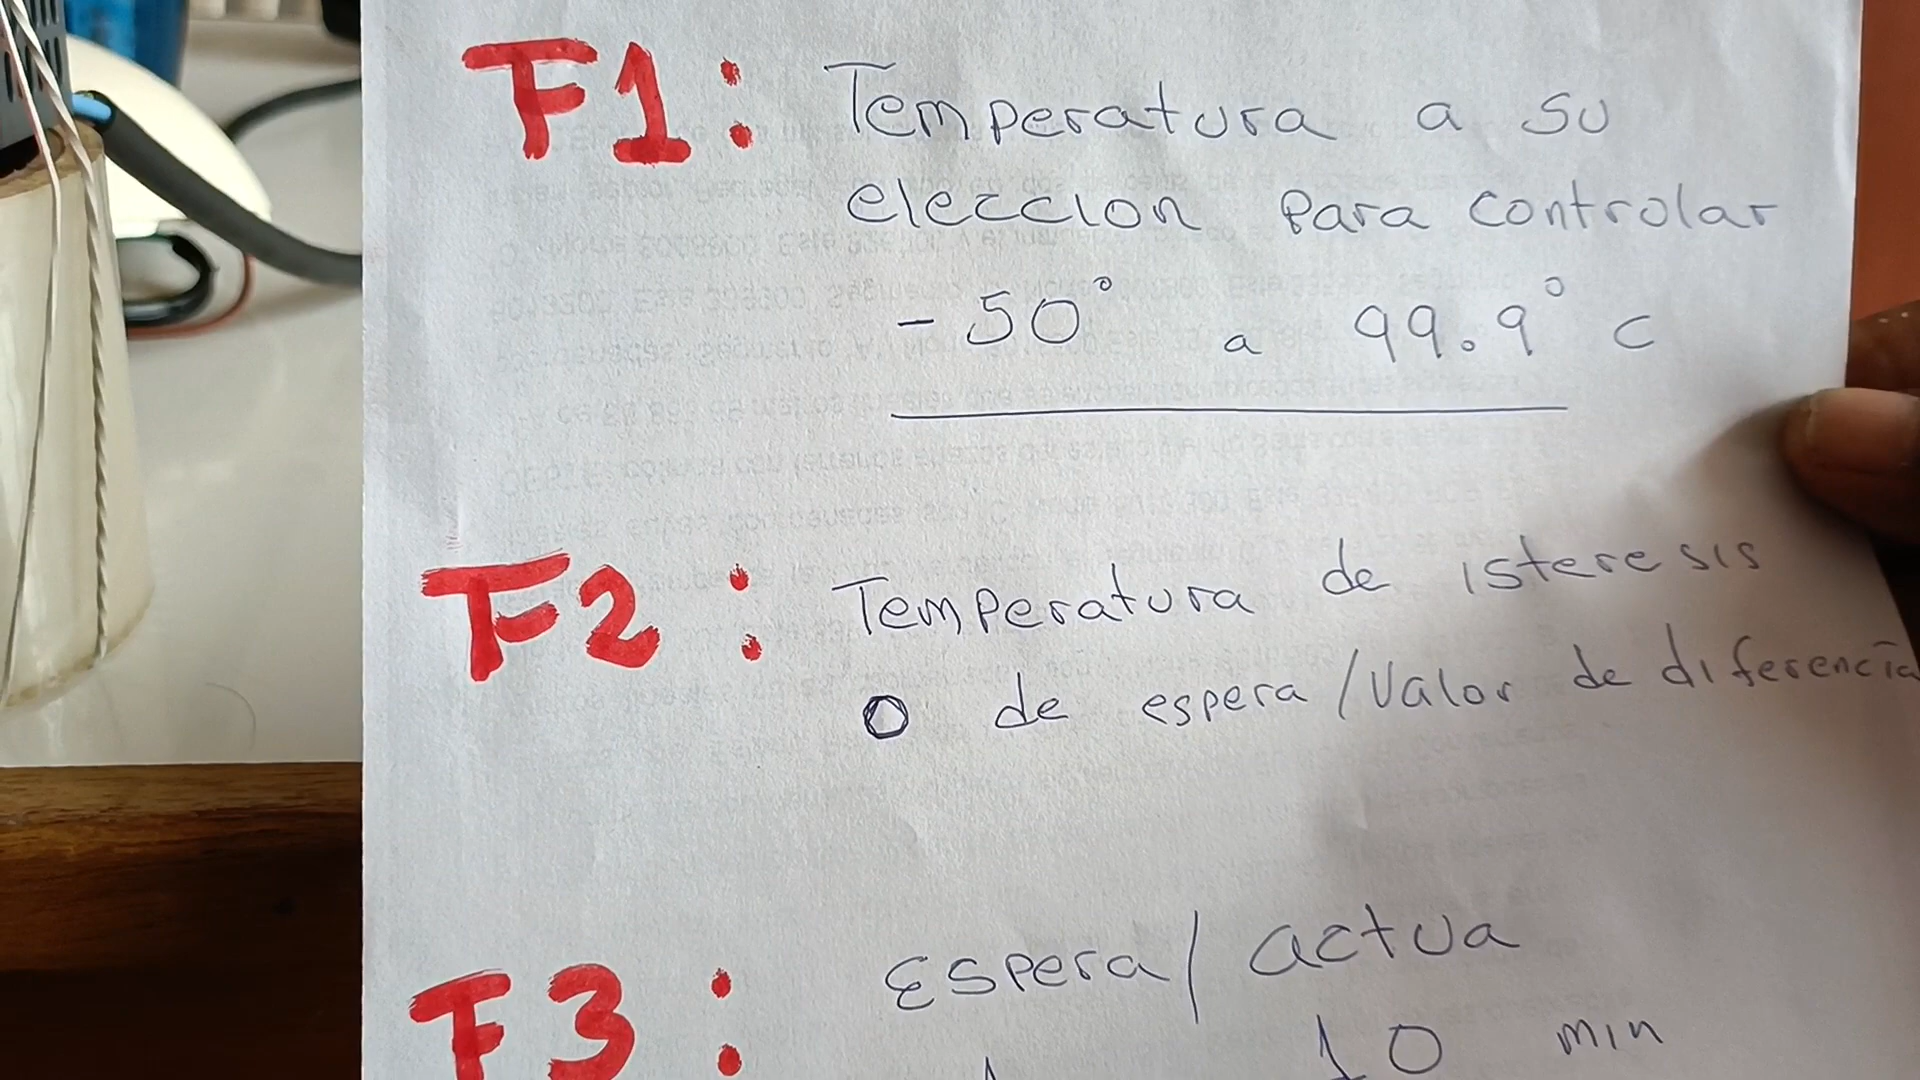 F1: Temperatura a su
eleccion para controlar
-50° a 99.9° c
F2: Temperatura de isteresis
o de espera / Valor de diferencia
F3: Espera / actua
10 min